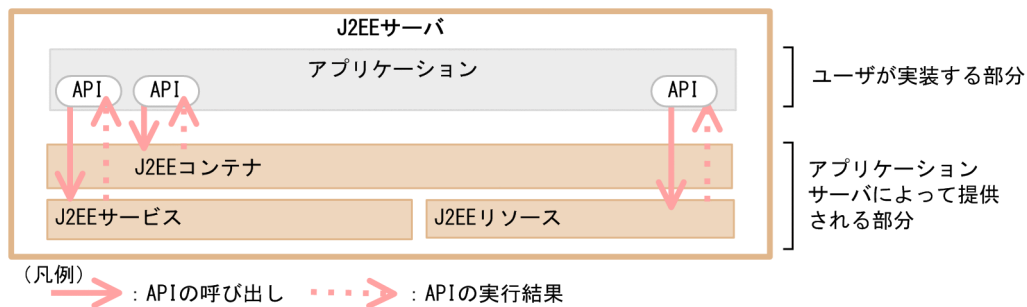 J2EEサーバ
アプリケーション
API
API
API
ユーザが実装する部分
J2EEコンテナ
J2EEサービス
J2EEリソース
アプリケーション
サーバによって提供
される部分
（凡例）
：APIの呼び出し
：APIの実行結果